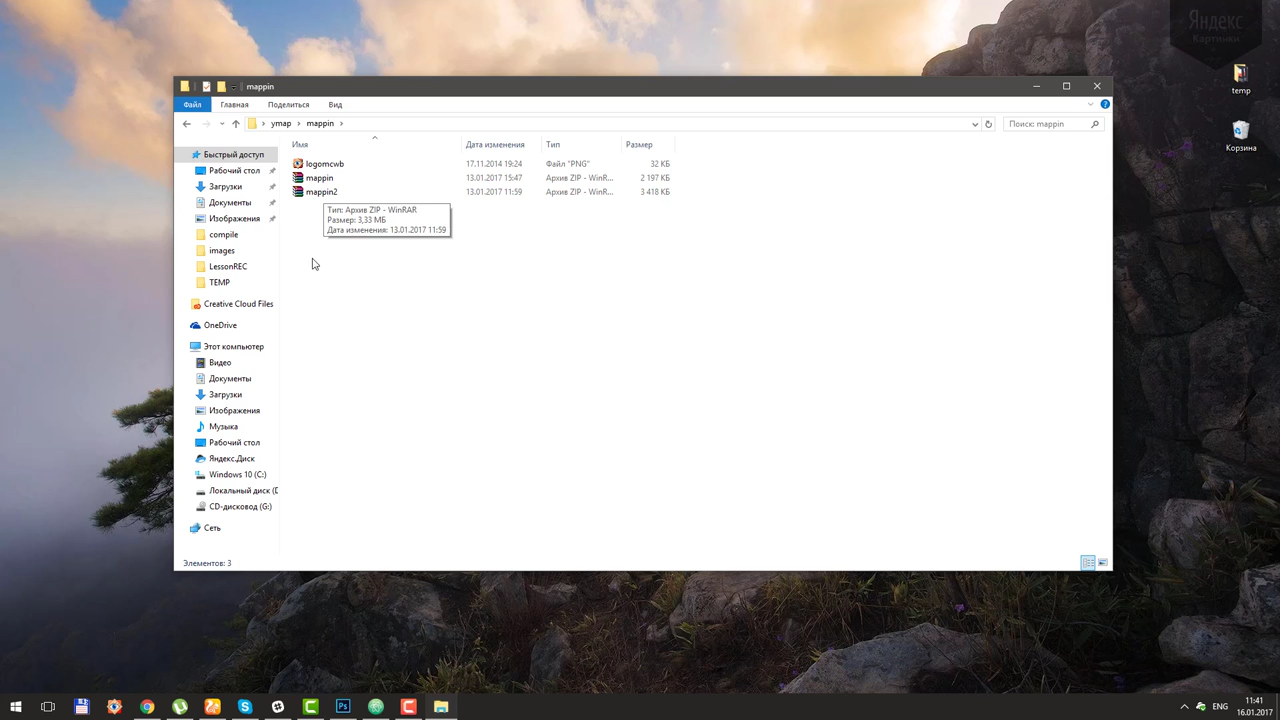 Яндекс
Картинки
temp
Корзина
mappin
Файл Главная Поделиться Вид
ymap mappin Поиск: mappin
Имя Дата изменения Тип Размер
logomcwb 17.11.2014 19:24 Файл "PNG" 32 КБ
mappin 13.01.2017 15:47 Архив ZIP - WinR... 2 197 КБ
mappin2 13.01.2017 11:59 Архив ZIP - WinR... 3 418 КБ
Тип: Архив ZIP - WinRAR
Размер: 3,33 МБ
Дата изменения: 13.01.2017 11:59
Быстрый доступ
Рабочий стол
Загрузки
Документы
Изображения
compile
images
LessonREC
TEMP
Creative Cloud Files
OneDrive
Этот компьютер
Видео
Документы
Загрузки
Изображения
Музыка
Рабочий стол
Яндекс.Диск
Windows 10 (C:)
Локальный диск (D
CD-дисковод (G:)
Сеть
Элементов: 3
Ps
ENG
11:41
16.01.2017